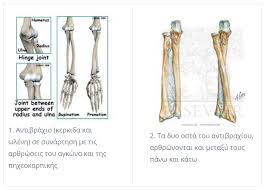 Humerus
Ulna
Radius
Hinge joint
Joint between
upper ends of
radius and ulna
Supination
Pronation
1. Αντιβράχιο (κερκίδα και
ωλένη) σε συνάρτηση με τις
αρθρώσεις του αγκώνα και της
πηχεοκαρπικής
2. Τα δυο οστά του αντιβραχίου,
αρθρώνονται και μεταξύ τους
πάνω και κάτω